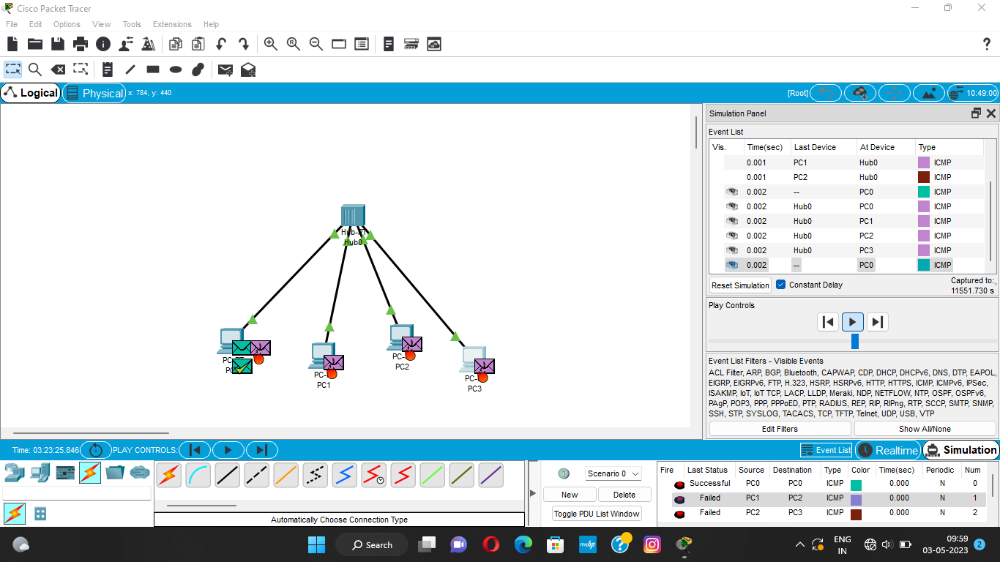 Cisco Packet Tracer
File Edit Options View Tools Extensions Help
?
Logical Physical x: 784, y: 440 [Root] 10:49:00
Hub-PT
Hub0
PC-PT
PC1
PC2
PC3
Simulation Panel
Event List
Vis. Time(sec) Last Device At Device Type
0.001 PC1 Hub0 ICMP
0.001 PC2 Hub0 ICMP
0.002 -- PC0 ICMP
0.002 Hub0 PC0 ICMP
0.002 Hub0 PC1 ICMP
0.002 Hub0 PC2 ICMP
0.002 Hub0 PC3 ICMP
0.002 -- PC0 ICMP
Reset Simulation Constant Delay Captured to:
11551.730 s
Play Controls
Event List Filters - Visible Events
ACL Filter, ARP, BGP, Bluetooth, CAPWAP, CDP, DHCP, DHCPv6, DNS, DTP, EAPOL,
EIGRP, EIGRPv6, FTP, H.323, HSRP, HSRPv6, HTTP, HTTPS, ICMP, ICMPv6, IPSec,
ISAKMP, IoT, IoT TCP, LACP, LLDP, Meraki, NDP, NETFLOW, NTP, OSPF, OSPFv6,
PAgP, POP3, PPP, PPPoED, PTP, RADIUS, REP, RIP, RIPng, RTP, SCCP, SMTP, SNMP,
SSH, STP, SYSLOG, TACACS, TCP, TFTP, Telnet, UDP, USB, VTP
Edit Filters Show All/None
Time: 03:23:25.846 PLAY CONTROLS: Event List Realtime Simulation
Automatically Choose Connection Type
Scenario 0
New Delete
Toggle PDU List Window
Fire Last Status Source Destination Type Color Time(sec) Periodic Num
Successful PC0 PC0 ICMP 0.000 N 0
Failed PC1 PC2 ICMP 0.000 N 1
Failed PC2 PC3 ICMP 0.000 N 2
Search
myhp
ENG
IN
09:59
03-05-2023
2